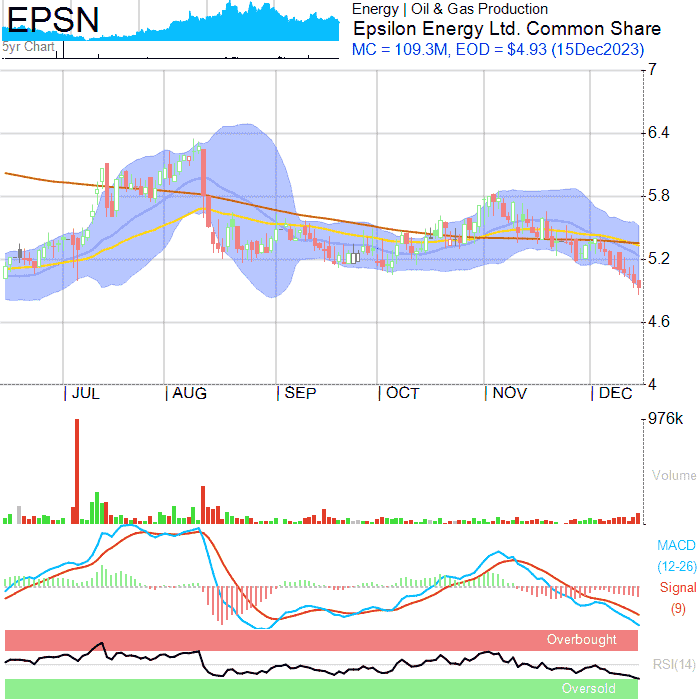 EPSN
5yr Chart
Energy | Oil & Gas Production
Epsilon Energy Ltd. Common Share
MC = 109.3M, EOD = $4.93 (15Dec2023)
7
6.4
5.8
5.2
4.6
4
JUL AUG SEP OCT NOV DEC
976k
Volume
MACD
(12-26)
Signal
(9)
Overbought
RSI(14)
Oversold